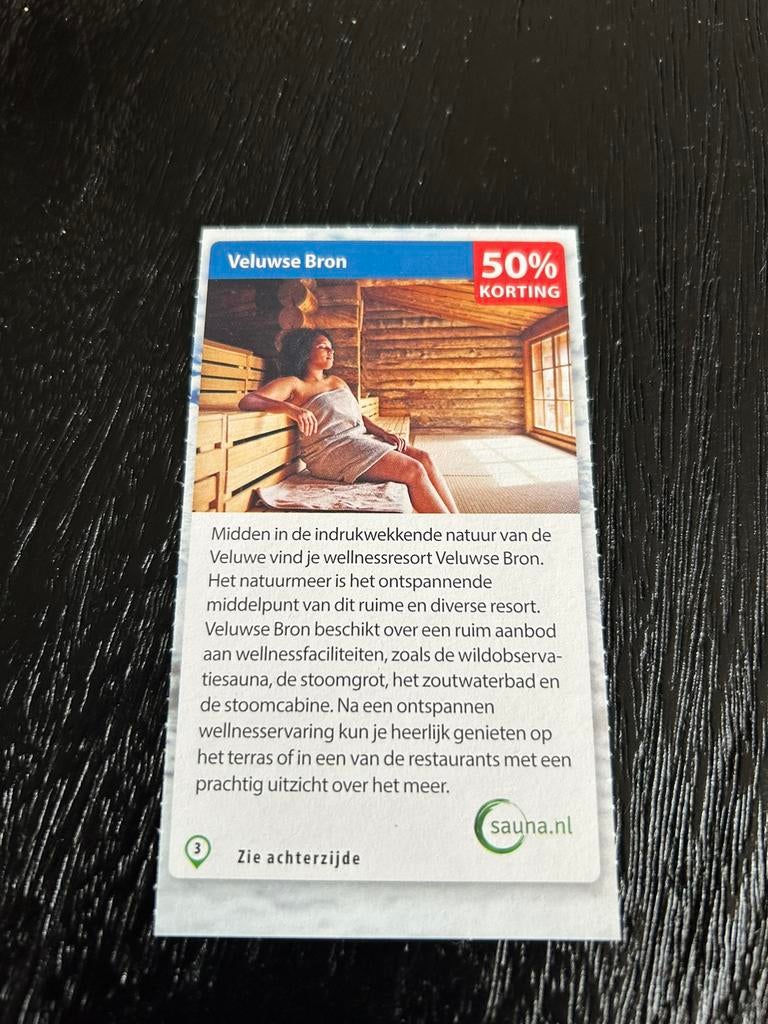 Veluwse Bron
50%
KORTING
Midden in de indrukwekkende natuur van de
Veluwe vind je wellnessresort Veluwse Bron.
Het natuurmeer is het ontspannende
middelpunt van dit ruime en diverse resort.
Veluwse Bron beschikt over een ruim aanbod
aan wellnessfaciliteiten, zoals de wildobserva-
tiesauna, de stoomgrot, het zoutwaterbad en
de stoomcabine. Na een ontspannen
wellnesservaring kun je heerlijk genieten op
het terras of in een van de restaurants met een
prachtig uitzicht over het meer.
sauna.nl
3
Zie achterzijde